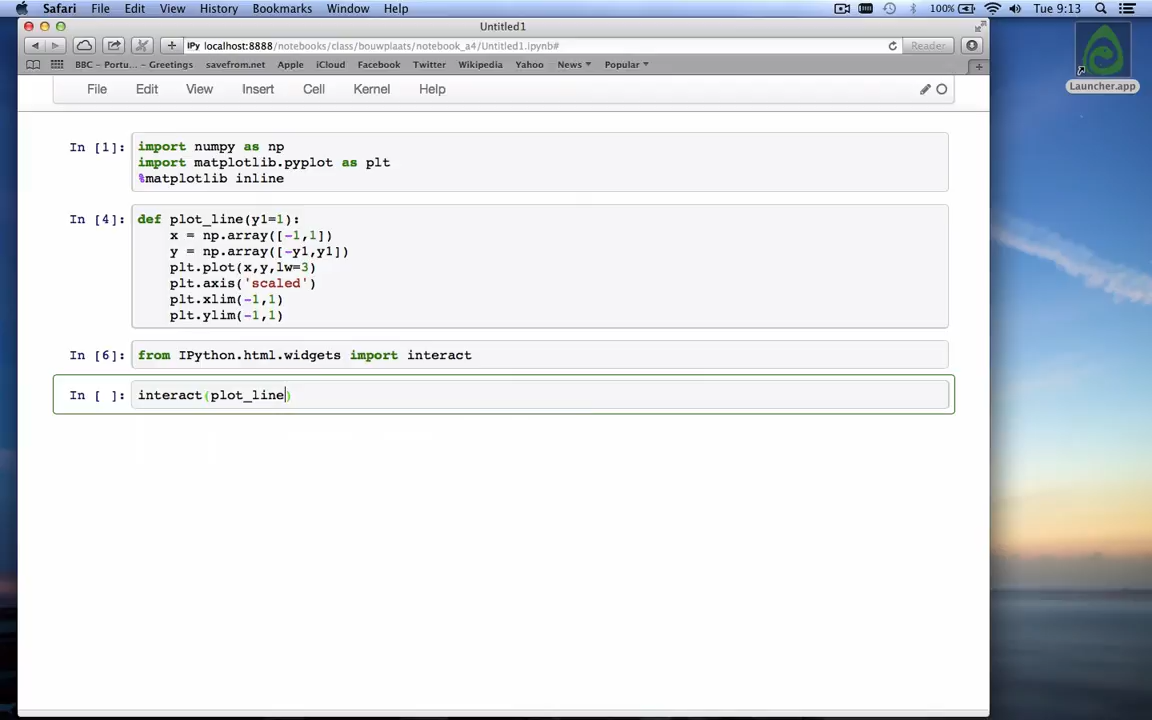 Safari File Edit View History Bookmarks Window Help 100% Tue 9:13
Untitled1
IPy localhost:8888/notebooks/class/bouwplaats/notebook_a4/Untitled1.ipynb# Reader
BBC – Portu... – Greetings savefrom.net Apple iCloud Facebook Twitter Wikipedia Yahoo News Popular
Launcher.app
File Edit View Insert Cell Kernel Help
In [1]: import numpy as np
import matplotlib.pyplot as plt
%matplotlib inline
In [4]: def plot_line(y1=1):
x = np.array([-1,1])
y = np.array([-y1,y1])
plt.plot(x,y,lw=3)
plt.axis('scaled')
plt.xlim(-1,1)
plt.ylim(-1,1)
In [6]: from IPython.html.widgets import interact
In [ ]: interact(plot_line)